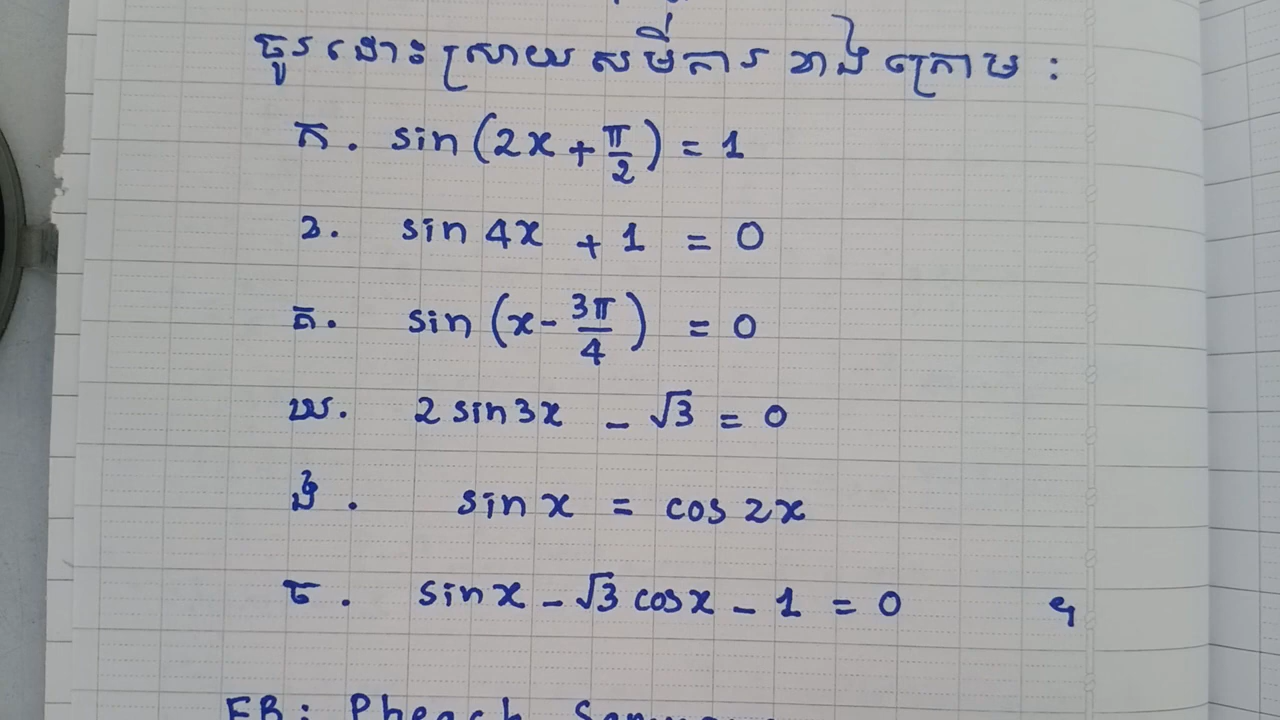 ចូរដោះស្រាយសមីការខាងក្រោម :
ក. sin(2x + π/2) = 1
ខ. sin 4x + 1 = 0
គ. sin (x - 3π/4) = 0
ឃ. 2 sin 3x - √3 = 0
ង. sin x = cos 2x
ច. sin x - √3 cos x - 1 = 0 ។
FB: Pheach